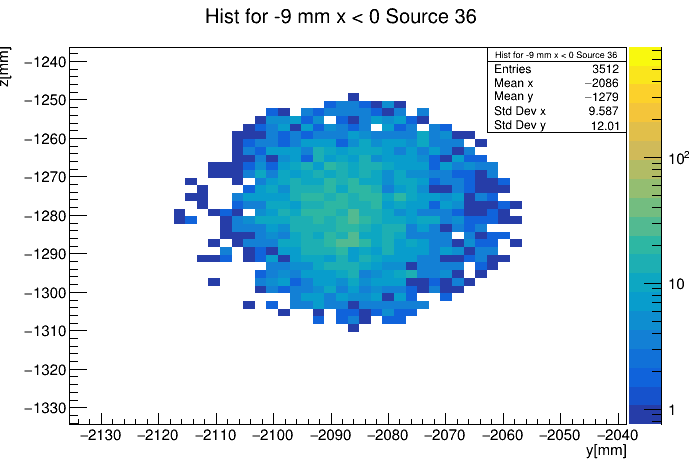 Hist for -9 mm x < 0 Source 36
z[mm]
Hist for -9 mm x < 0 Source 36
Entries 3512
Mean x −2086
Mean y −1279
Std Dev x 9.587
Std Dev y 12.01
−1240
−1250
−1260
−1270
−1280
−1290
−1300
−1310
−1320
−1330
10²
10
1
−2130 −2120 −2110 −2100 −2090 −2080 −2070 −2060 −2050 −2040
y[mm]